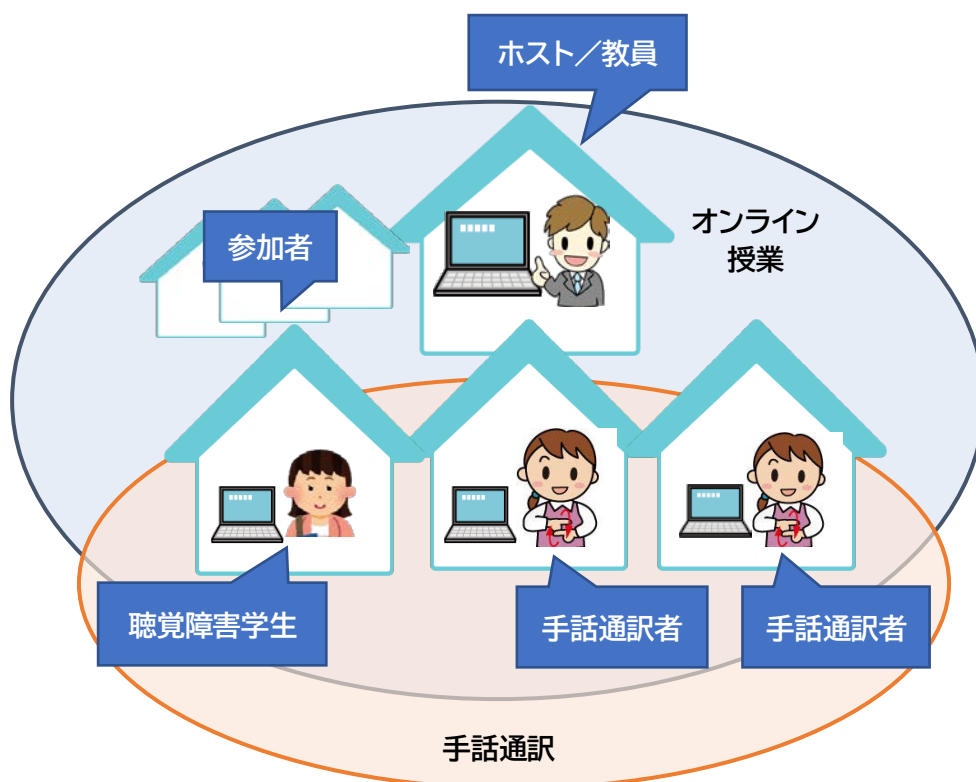 ホスト／教員
オンライン
授業
参加者
聴覚障害学生
手話通訳者
手話通訳者
手話通訳